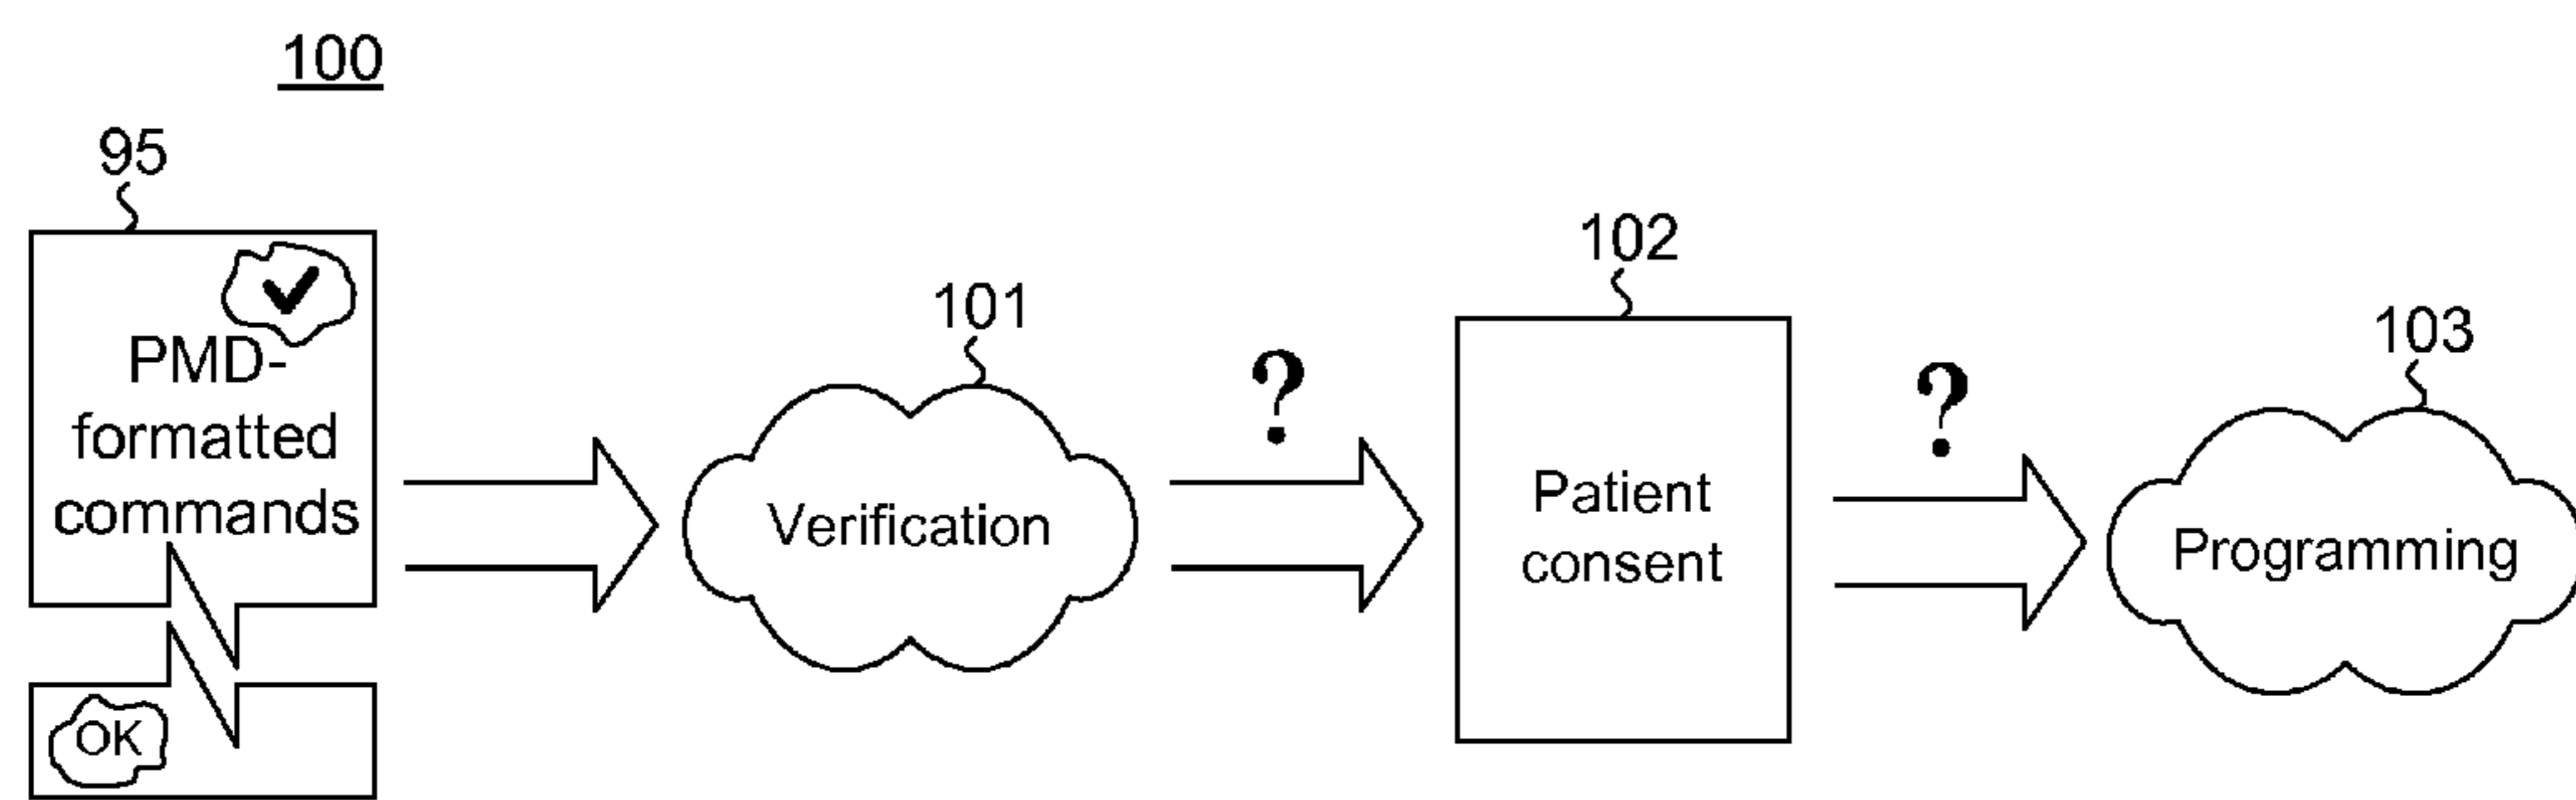 100
95
PMD-
formatted
commands
OK
101
Verification
?
102
Patient
consent
?
103
Programming